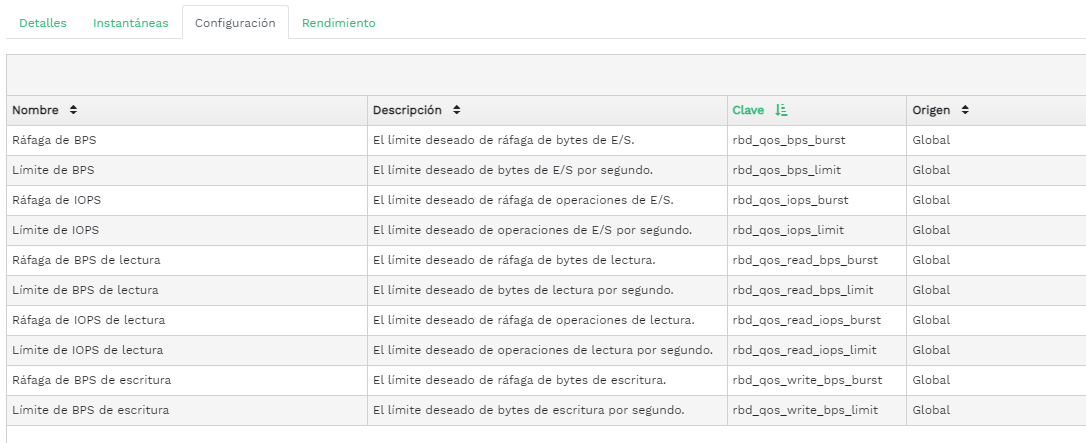 Detalles Instantáneas Configuración Rendimiento
Nombre Descripción Clave Origen
Ráfaga de BPS El límite deseado de ráfaga de bytes de E/S. rbd_qos_bps_burst Global
Límite de BPS El límite deseado de bytes de E/S por segundo. rbd_qos_bps_limit Global
Ráfaga de IOPS El límite deseado de ráfaga de operaciones de E/S. rbd_qos_iops_burst Global
Límite de IOPS El límite deseado de operaciones de E/S por segundo. rbd_qos_iops_limit Global
Ráfaga de BPS de lectura El límite deseado de ráfaga de bytes de lectura. rbd_qos_read_bps_burst Global
Límite de BPS de lectura El límite deseado de bytes de lectura por segundo. rbd_qos_read_bps_limit Global
Ráfaga de IOPS de lectura El límite deseado de ráfaga de operaciones de lectura. rbd_qos_read_iops_burst Global
Límite de IOPS de lectura El límite deseado de operaciones de lectura por segundo. rbd_qos_read_iops_limit Global
Ráfaga de BPS de escritura El límite deseado de ráfaga de bytes de escritura. rbd_qos_write_bps_burst Global
Límite de BPS de escritura El límite deseado de bytes de escritura por segundo. rbd_qos_write_bps_limit Global